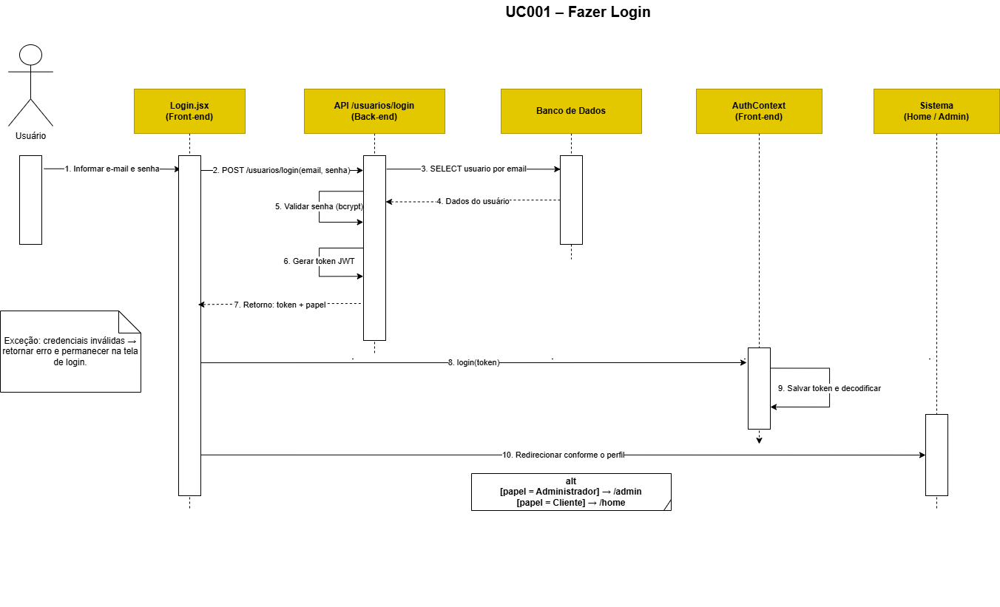 UC001 – Fazer Login
Usuário
Login.jsx
(Front-end)
API /usuarios/login
(Back-end)
Banco de Dados
AuthContext
(Front-end)
Sistema
(Home / Admin)
1. Informar e-mail e senha
2. POST /usuarios/login(email, senha)
3. SELECT usuario por email
4. Dados do usuário
5. Validar senha (bcrypt)
6. Gerar token JWT
7. Retorno: token + papel
Exceção: credenciais inválidas →
retornar erro e permanecer na tela
de login.
8. login(token)
9. Salvar token e decodificar
10. Redirecionar conforme o perfil
alt
[papel = Administrador] → /admin
[papel = Cliente] → /home